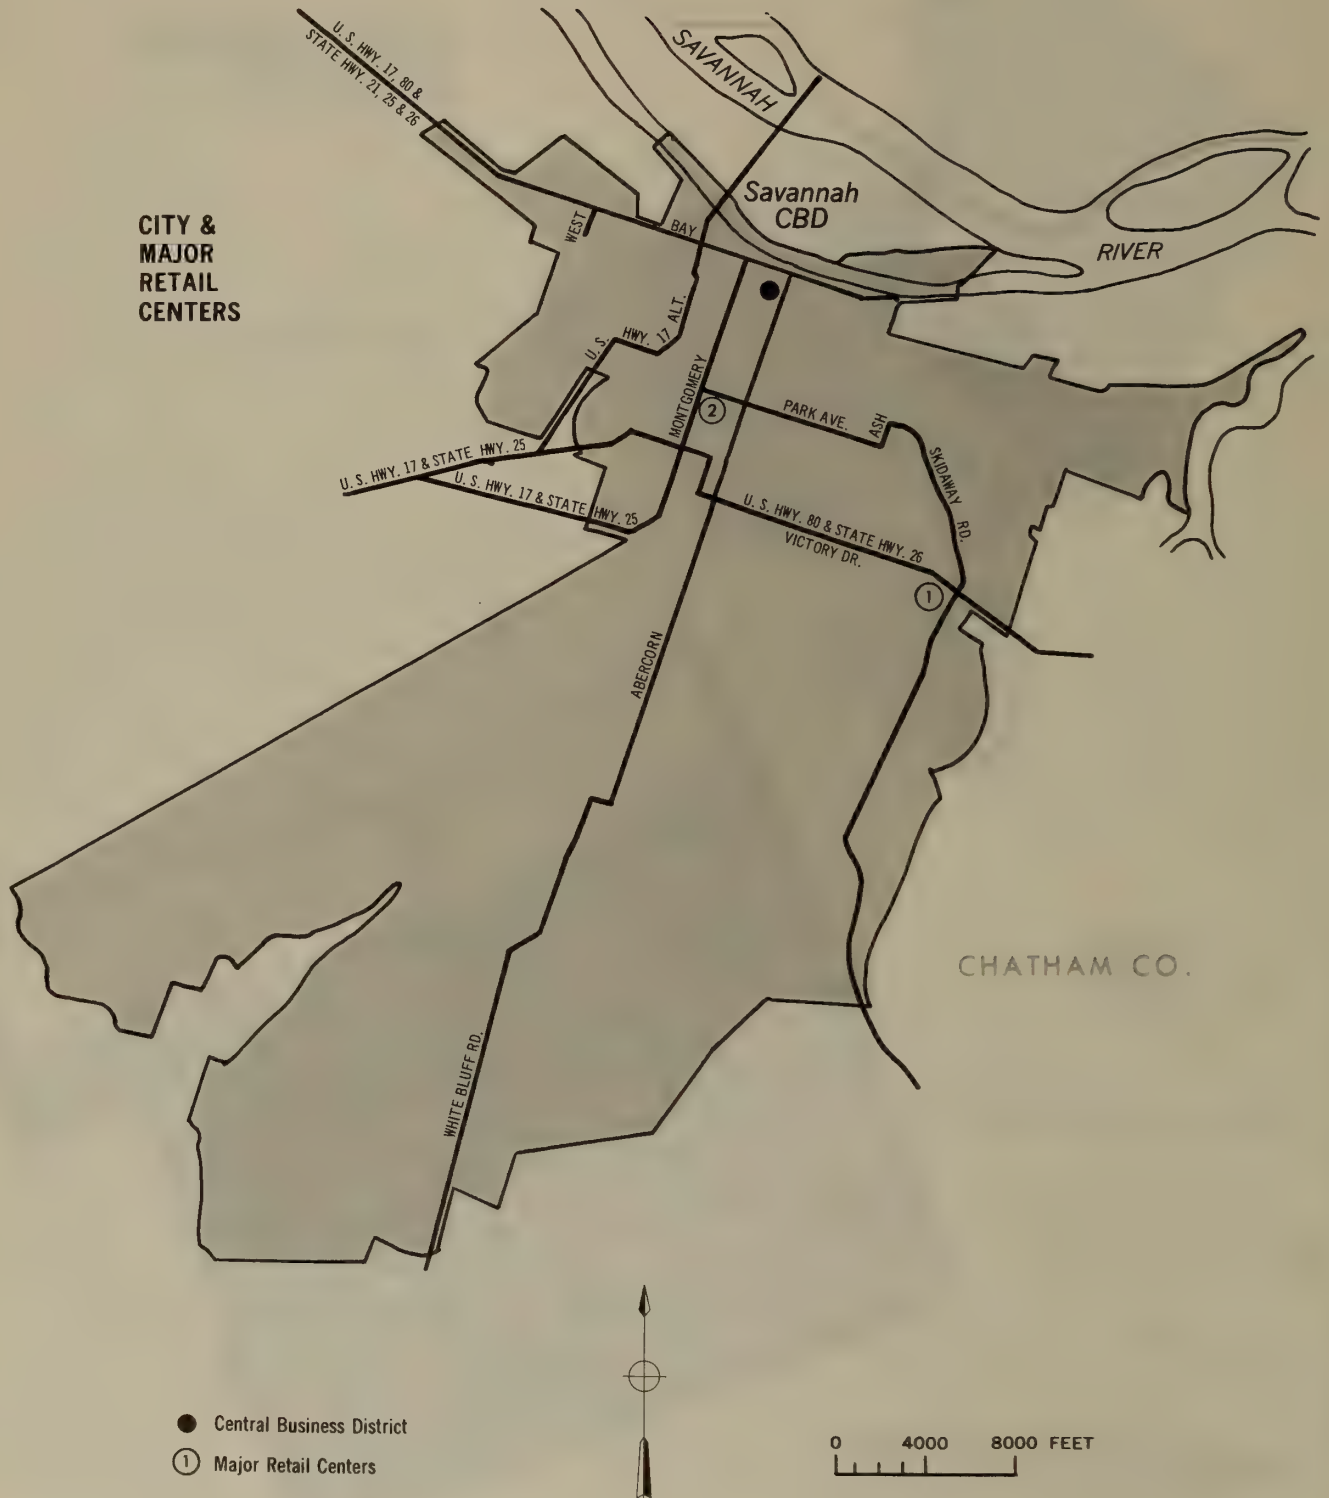 U. S. HWY. 17, 80 &
STATE HWY. 21, 25 & 26
SAVANNAH
CITY &
MAJOR
RETAIL
CENTERS
Savannah
CBD
WEST
BAY
RIVER
U. S. HWY. 17 ALT.
MONTGOMERY
2
PARK AVE.
ASH
SKIDAWAY RD.
U. S. HWY. 17 & STATE HWY. 25
U. S. HWY. 17 & STATE HWY. 25
U. S. HWY. 80 & STATE HWY. 26
VICTORY DR.
1
ABERCORN
CHATHAM CO.
WHITE BLUFF RD.
Central Business District
1 Major Retail Centers
0 4000 8000 FEET